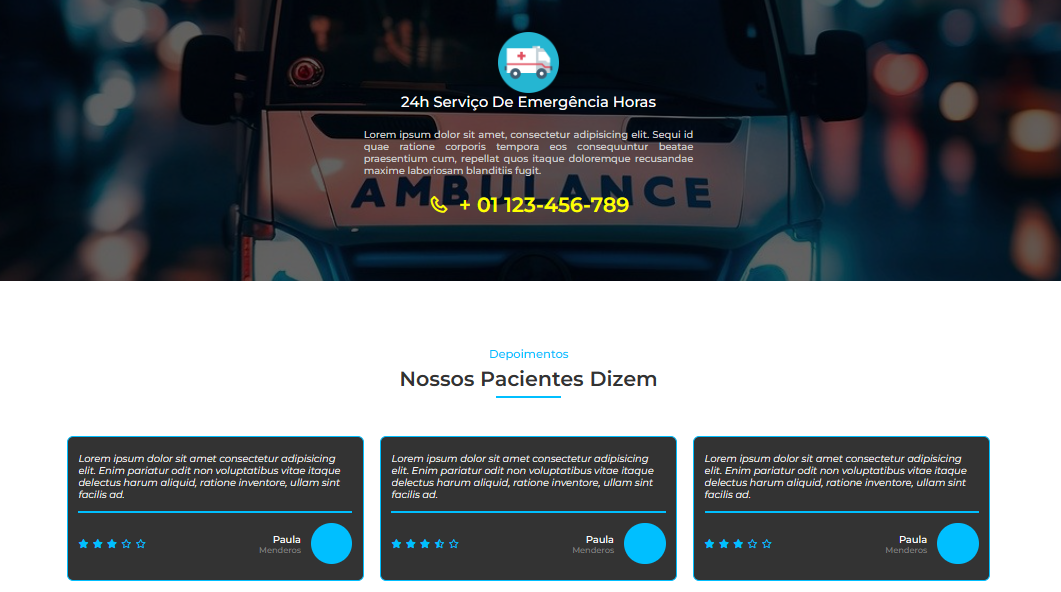 24h Serviço De Emergência Horas
Lorem ipsum dolor sit amet, consectetur adipisicing elit. Sequi id
quae ratione corporis tempora eos consequuntur beatae
praesentium cum, repellat quos itaque doloremque recusandae
maxime laboriosam blanditiis fugit.
AMBULANCE
+ 01 123-456-789
Depoimentos
Nossos Pacientes Dizem
Lorem ipsum dolor sit amet consectetur adipisicing
elit. Enim pariatur odit non voluptatibus vitae itaque
delectus harum aliquid, ratione inventore, ullam sint
facilis ad.
Paula
Menderos
Lorem ipsum dolor sit amet consectetur adipisicing
elit. Enim pariatur odit non voluptatibus vitae itaque
delectus harum aliquid, ratione inventore, ullam sint
facilis ad.
Paula
Menderos
Lorem ipsum dolor sit amet consectetur adipisicing
elit. Enim pariatur odit non voluptatibus vitae itaque
delectus harum aliquid, ratione inventore, ullam sint
facilis ad.
Paula
Menderos